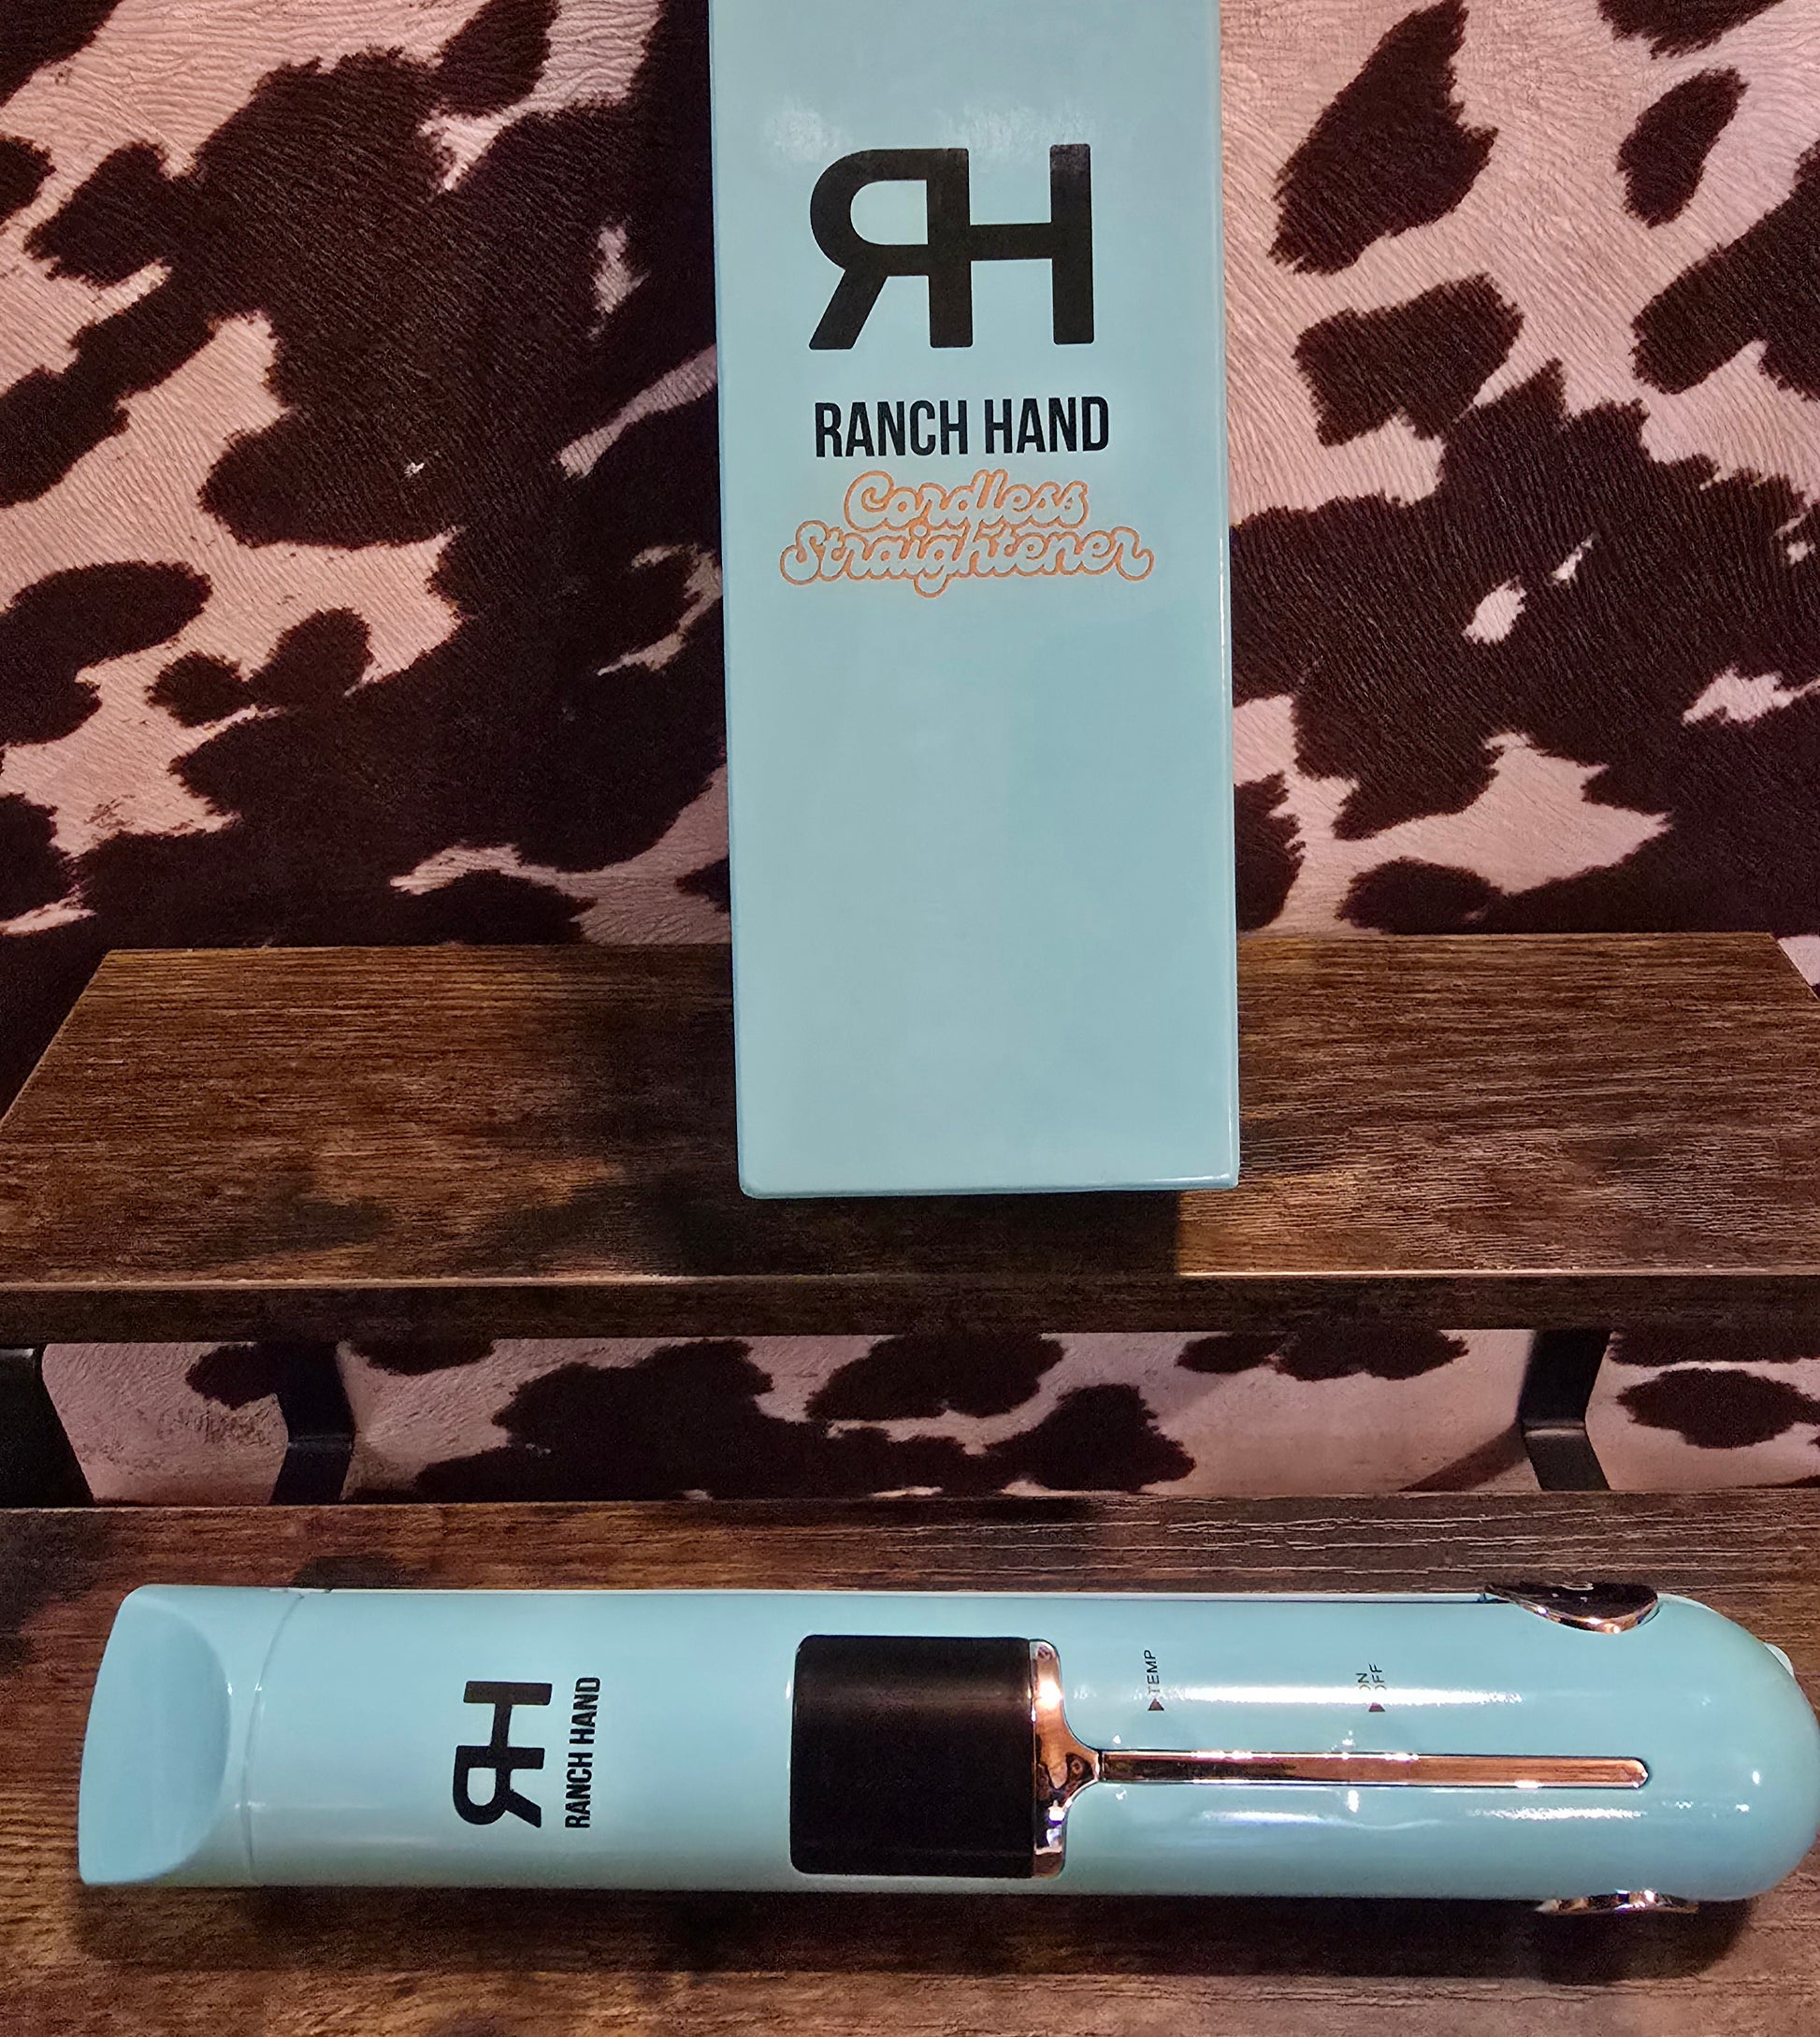 RH
RANCH HAND
Cordless
Straightener
RH
RANCH HAND
TEMP
ON
OFF